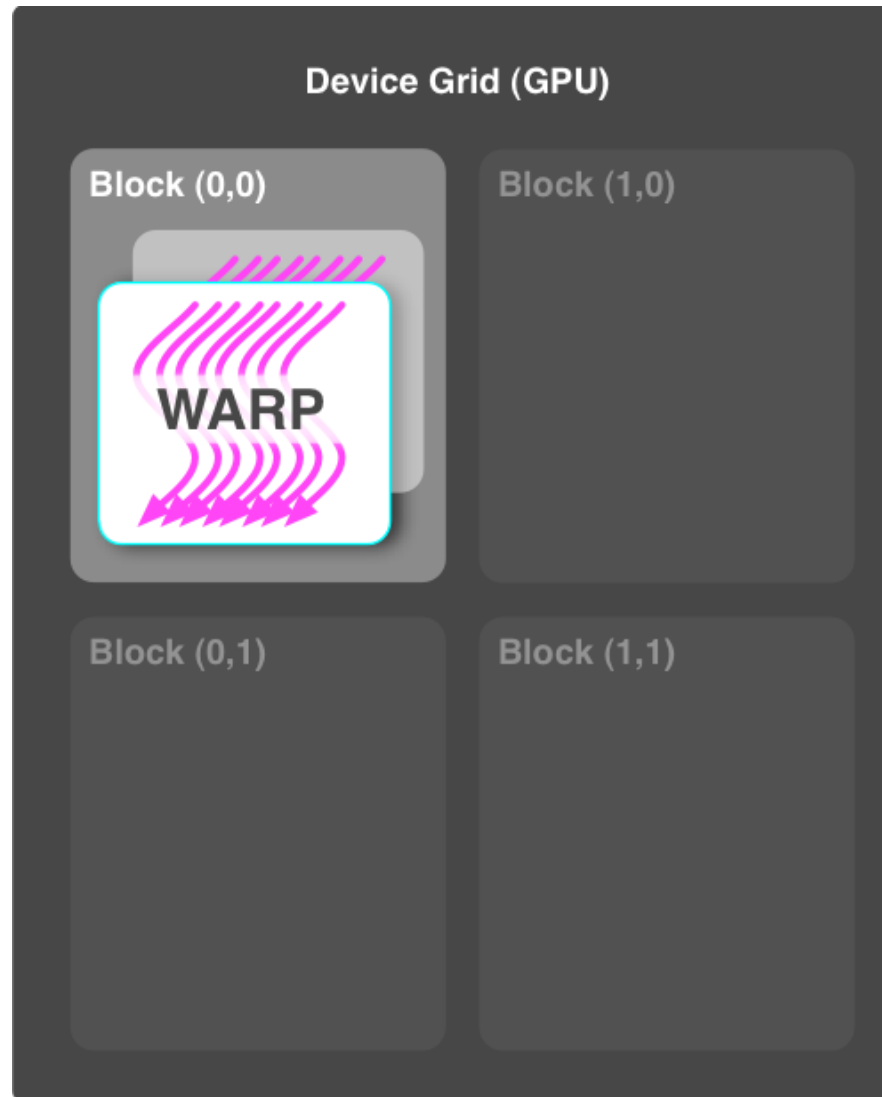 Device Grid (GPU)
Block (0,0)
Block (1,0)
WARP
Block (0,1)
Block (1,1)